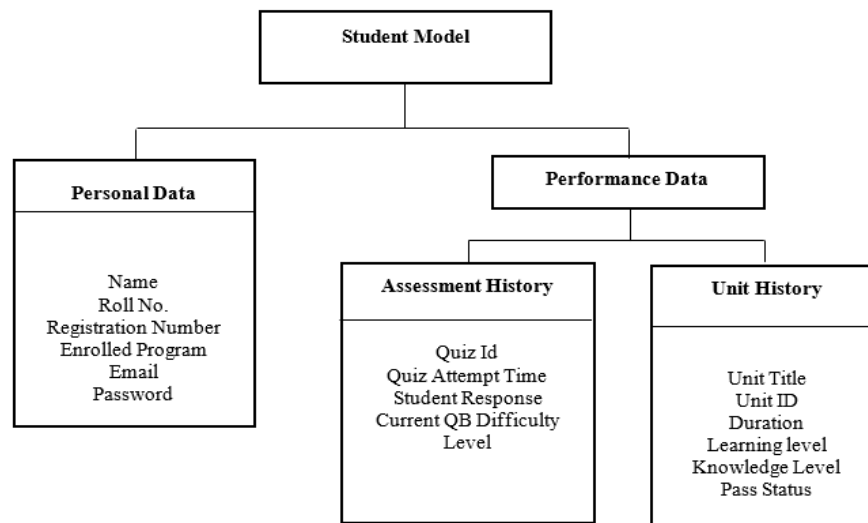 Student Model
Personal Data
Name
Roll No.
Registration Number
Enrolled Program
Email
Password
Performance Data
Assessment History
Quiz Id
Quiz Attempt Time
Student Response
Current QB Difficulty
Level
Unit History
Unit Title
Unit ID
Duration
Learning level
Knowledge Level
Pass Status